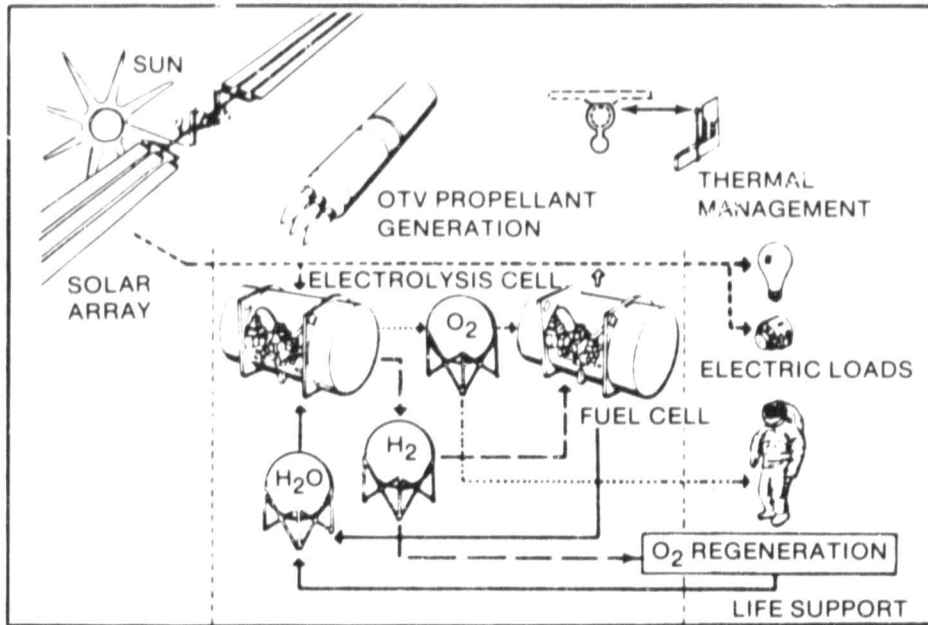 SUN
OTV PROPELLANT
GENERATION
THERMAL
MANAGEMENT
SOLAR
ARRAY
ELECTROLYSIS CELL
O2
ELECTRIC LOADS
FUEL CELL
H2
H2O
O2 REGENERATION
LIFE SUPPORT